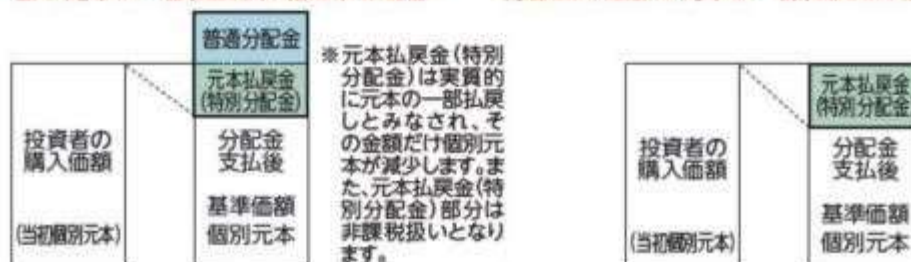 普通分配金
元本払戻金
(特別分配金)
投資者の
購入価額
(当初個別元本)
分配金
支払後
基準価額
個別元本
※元本払戻金(特別
分配金)は実質的
に元本の一部払戻
しとみなされ、そ
の金額だけ個別元
本が減少します。ま
た、元本払戻金(特
別分配金)部分は
非課税扱いとなり
ます。
元本払戻金
(特別分配金)
投資者の
購入価額
(当初個別元本)
分配金
支払後
基準価額
個別元本